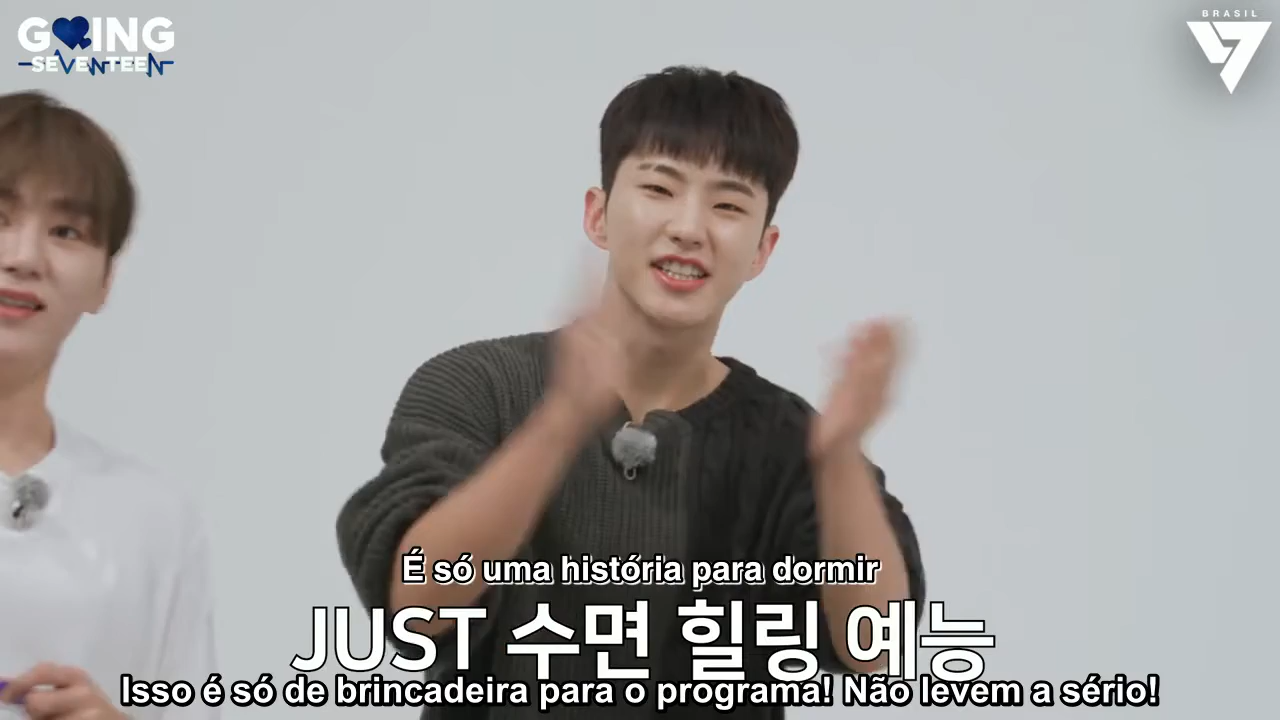 GOING
SEVENTEEN
BRASIL
É só uma história para dormir
JUST 수면 힐링 예능
Isso é só de brincadeira para o programa! Não levem a sério!